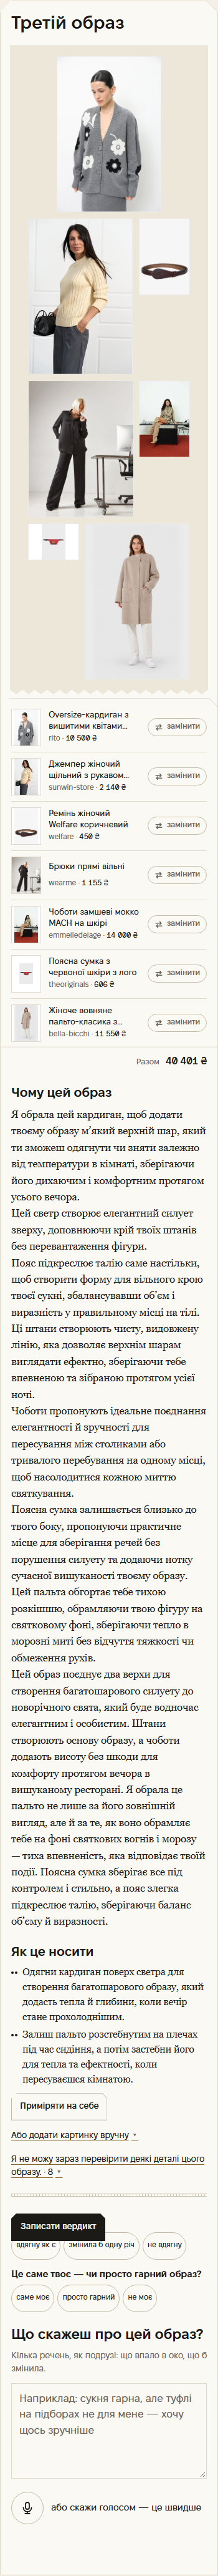 Третій образ
Oversize-кардиган з
вишитими квітами…
rito · 10 500 ₴
замінити
Джемпер жіночий
щільний з рукавом…
sunwin-store · 2 140 ₴
замінити
Ремінь жіночий
Welfare коричневий
welfare · 450 ₴
замінити
Брюки прямі вільні
wearme · 1 155 ₴
замінити
Чоботи замшеві мокко
MACH на шкірі
emmeliedelage · 14 000 ₴
замінити
Поясна сумка з
червоної шкіри з лого
theoriginals · 606 ₴
замінити
Жіноче вовняне
пальто-класика з…
bella-bicchi · 11 550 ₴
замінити
Разом 40 401 ₴
Чому цей образ
Я обрала цей кардиган, щоб додати
твоєму образу м’який верхній шар, який
ти зможеш одягнути чи зняти залежно
від температури в кімнаті, зберігаючи
його дихаючим і комфортним протягом
усього вечора.
Цей светр створює елегантний силует
зверху, доповнюючи крій твоїх штанів
без перевантаження фігури.
Пояс підкреслює талію саме настільки,
щоб створити форму для вільного крою
твоєї сукні, збалансувавши об’єм і
виразність у правильному місці на тілі.
Ці штани створюють чисту, видовжену
лінію, яка дозволяє верхнім шарам
виглядати ефектно, зберігаючи тебе
впевненою та зібраною протягом усієї
ночі.
Чоботи пропонують ідеальне поєднання
елегантності й зручності для
пересування між столиками або
тривалого перебування на одному місці,
щоб насолодитися кожною миттю
святкування.
Поясна сумка залишається близько до
твого боку, пропонуючи практичне
місце для зберігання речей без
порушення силуету та додаючи нотку
сучасної вишуканості твоєму образу.
Цей пальта обгортає тебе тихою
розкішшю, обрамляючи твою фігуру на
святковому фоні, зберігаючи тепло в
морозні миті без відчуття тяжкості чи
обмеження рухів.
Цей образ поєднує два верхи для
створення багатошарового силуету до
новорічного свята, який буде водночас
елегантним і особистим. Штани
створюють основу образу, а чоботи
додають висоту без шкоди для
комфорту протягом вечора в
вишуканому ресторані. Я обрала це
пальто не лише за його зовнішній
вигляд, але й за те, як воно обрамляє
тебе на фоні святкових вогнів і морозу
— тиха впевненість, яка відповідає твоїй
події. Поясна сумка зберігає все під
контролем і стильно, а пояс злегка
підкреслює талію, зберігаючи баланс
об’єму й виразності.
Як це носити
Одягни кардиган поверх светра для
створення багатошарового образу, який
додасть тепла й глибини, коли вечір
стане прохолоднішим.
Залиш пальто розстебнутим на плечах
під час сидіння, а потім застебни його
для тепла та ефектності, коли
пересуваєшся кімнатою.
Приміряти на себе
Або додати картинку вручну
Я не можу зараз перевірити деякі деталі цього
образу. · 8
Записати вердикт
вдягну як є
змінила б одну річ
не вдягну
Це саме твоє — чи просто гарний образ?
саме моє
просто гарний
не моє
Що скажеш про цей образ?
Кілька речень, як подрузі: що впало в око, що б
змінила.
Наприклад: сукня гарна, але туфлі
на підборах не для мене — хочу
щось зручніше
або скажи голосом — це швидше